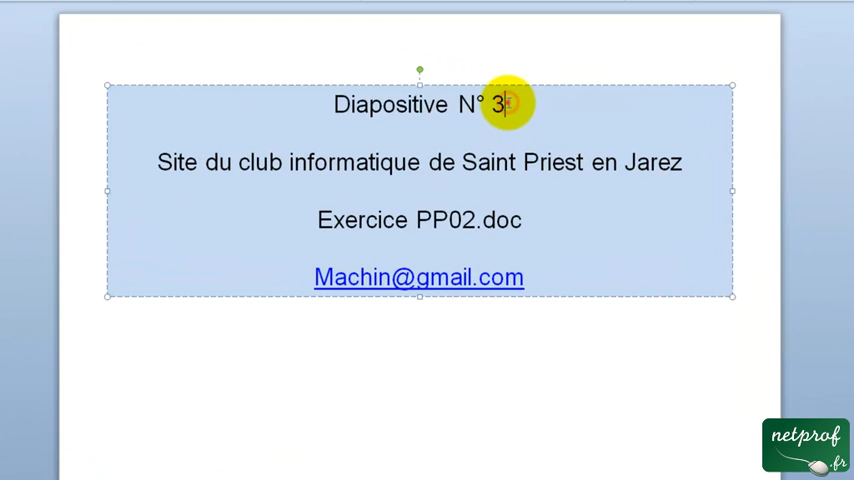 Diapositive N° 3
Site du club informatique de Saint Priest en Jarez
Exercice PP02.doc
Machin@gmail.com
netprof
.fr